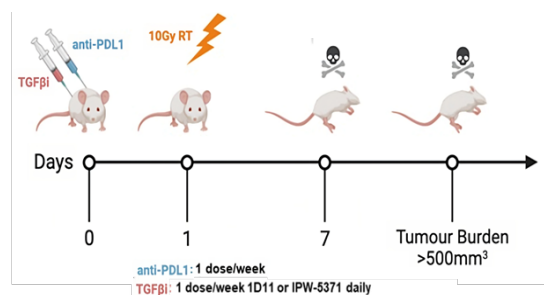 anti-PDL1
10Gy RT
TGFβi
Days
0
1
7
Tumour Burden
>500mm³
anti-PDL1: 1 dose/week
TGFβi: 1 dose/week 1D11 or IPW-5371 daily